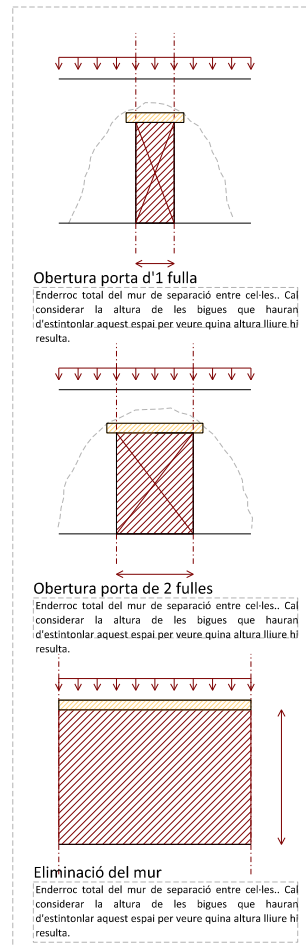 Obertura porta d'1 fulla
Enderroc total del mur de separació entre cel·les.. Cal
considerar la altura de les bigues que hauran
d'estintonlar aquest espai per veure quina altura lliure hi
resulta.
Obertura porta de 2 fulles
Enderroc total del mur de separació entre cel·les.. Cal
considerar la altura de les bigues que hauran
d'estintonlar aquest espai per veure quina altura lliure hi
resulta.
Eliminació del mur
Enderroc total del mur de separació entre cel·les.. Cal
considerar la altura de les bigues que hauran
d'estintonlar aquest espai per veure quina altura lliure hi
resulta.